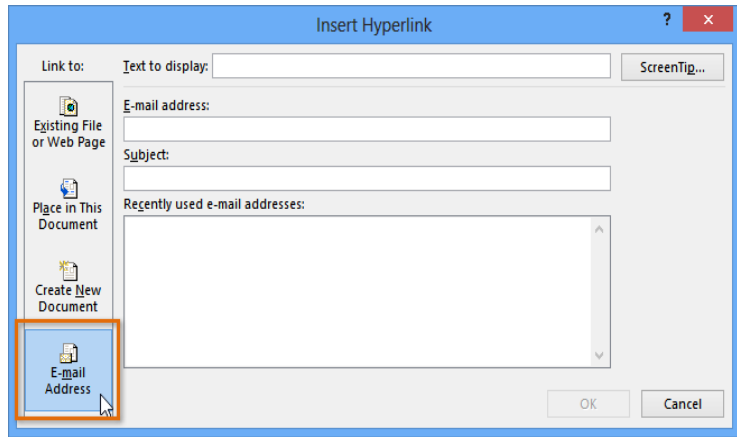 Insert Hyperlink
?
×
Link to:
Text to display:
ScreenTip...
Existing File
or Web Page
Place in This
Document
Create New
Document
E-mail
Address
E-mail address:
Subject:
Recently used e-mail addresses:
OK
Cancel